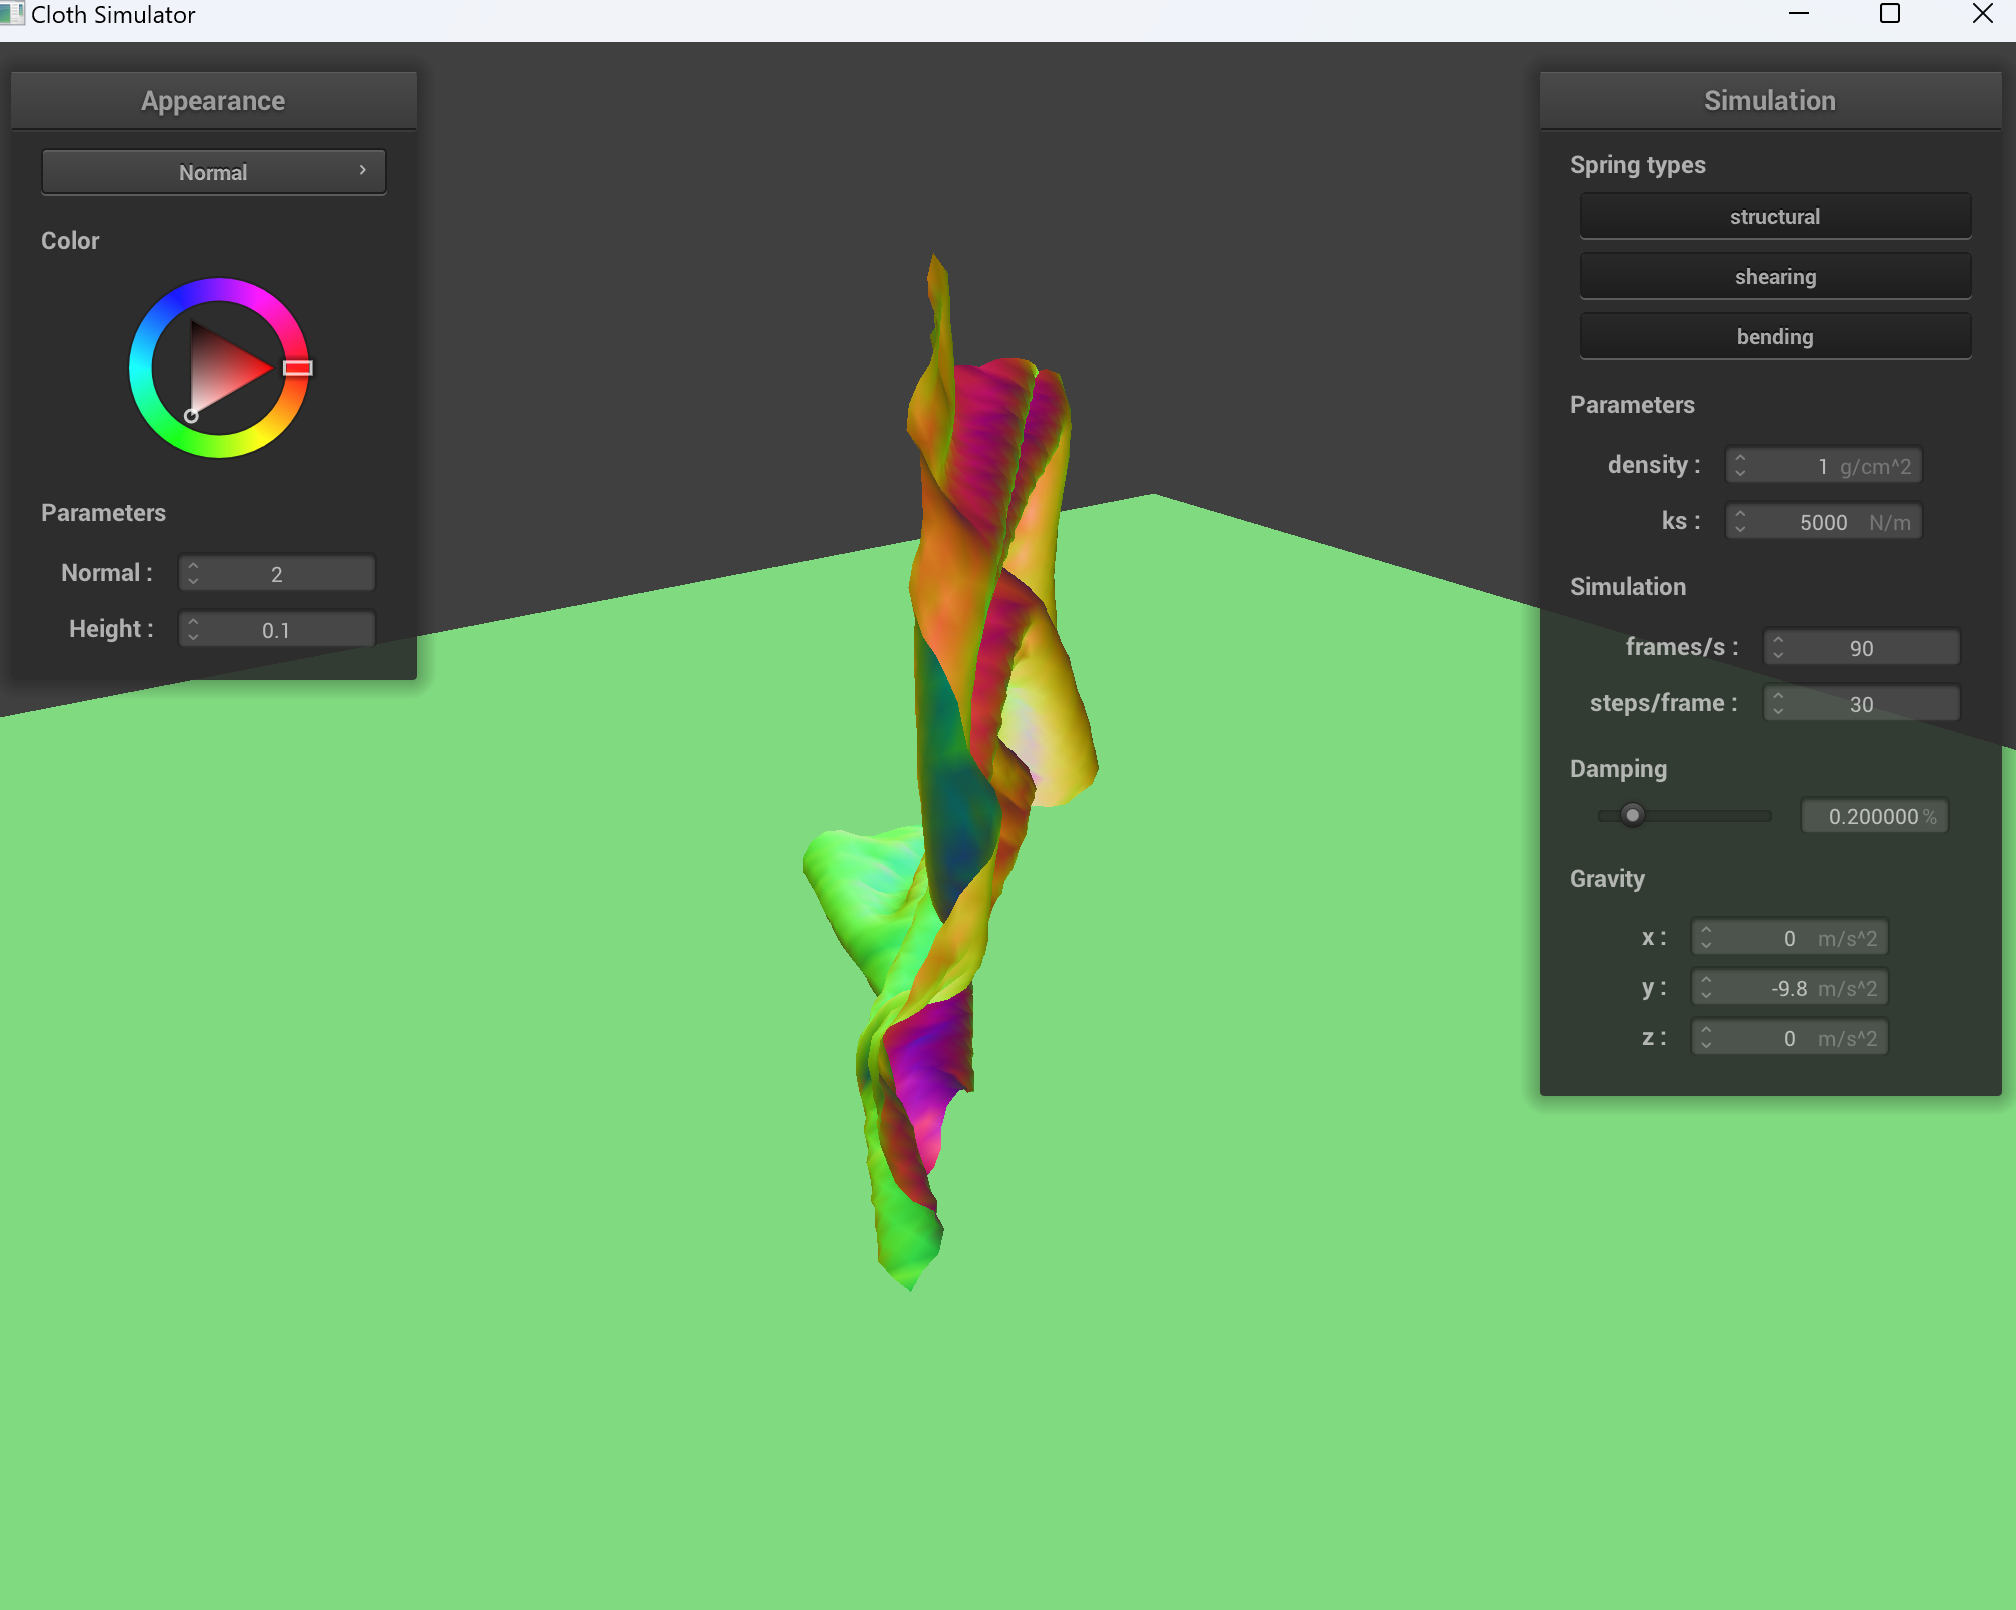 Cloth Simulator
Appearance
Normal
Color
Parameters
Normal : 2
Height : 0.1
Simulation
Spring types
structural
shearing
bending
Parameters
density : 1 g/cm^2
ks : 5000 N/m
Simulation
frames/s : 90
steps/frame : 30
Damping
0.200000 %
Gravity
x : 0 m/s^2
y : -9.8 m/s^2
z : 0 m/s^2